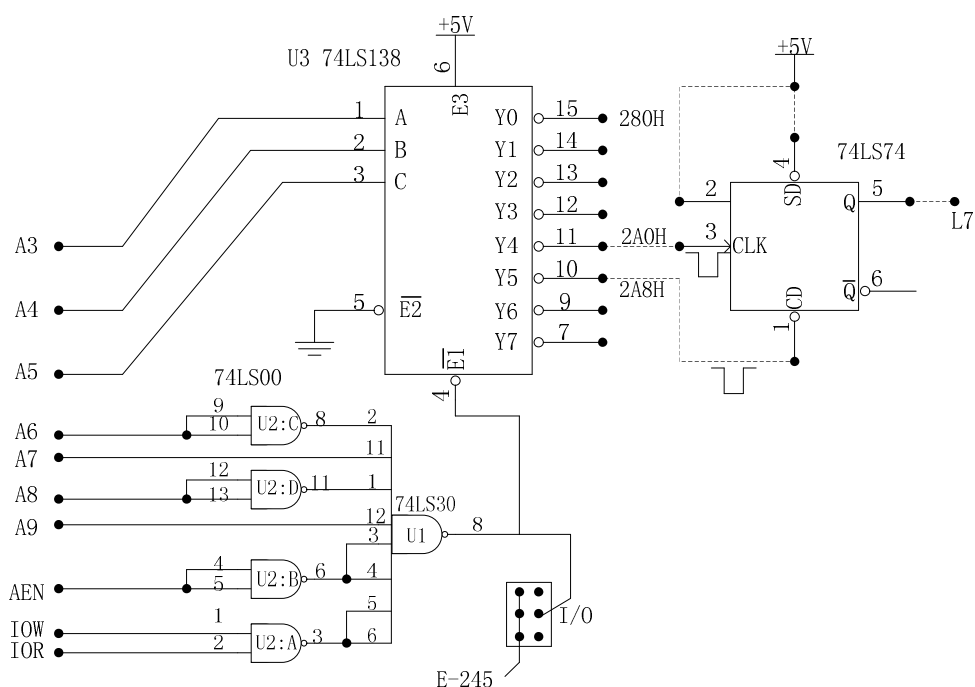 +5V
U3 74LS138
6
E3
+5V
1 A
2 B
3 C
Y0 15 280H
Y1 14
Y2 13
Y3 12
Y4 11 2A0H
Y5 10 2A8H
Y6 9
Y7 7
5 E2
E1
4
74LS74
4
SD
2
Q 5
L7
3 CLK
Q 6
CD
1
A3
A4
A5
74LS00
A6 9 10 U2:C 8 2
A7 11
A8 12 13 U2:D 11 1
74LS30
A9 12
3
U1 8
AEN 4 5 U2:B 6 4
5
IOW 1
IOR 2 U2:A 3 6
I/O
E-245